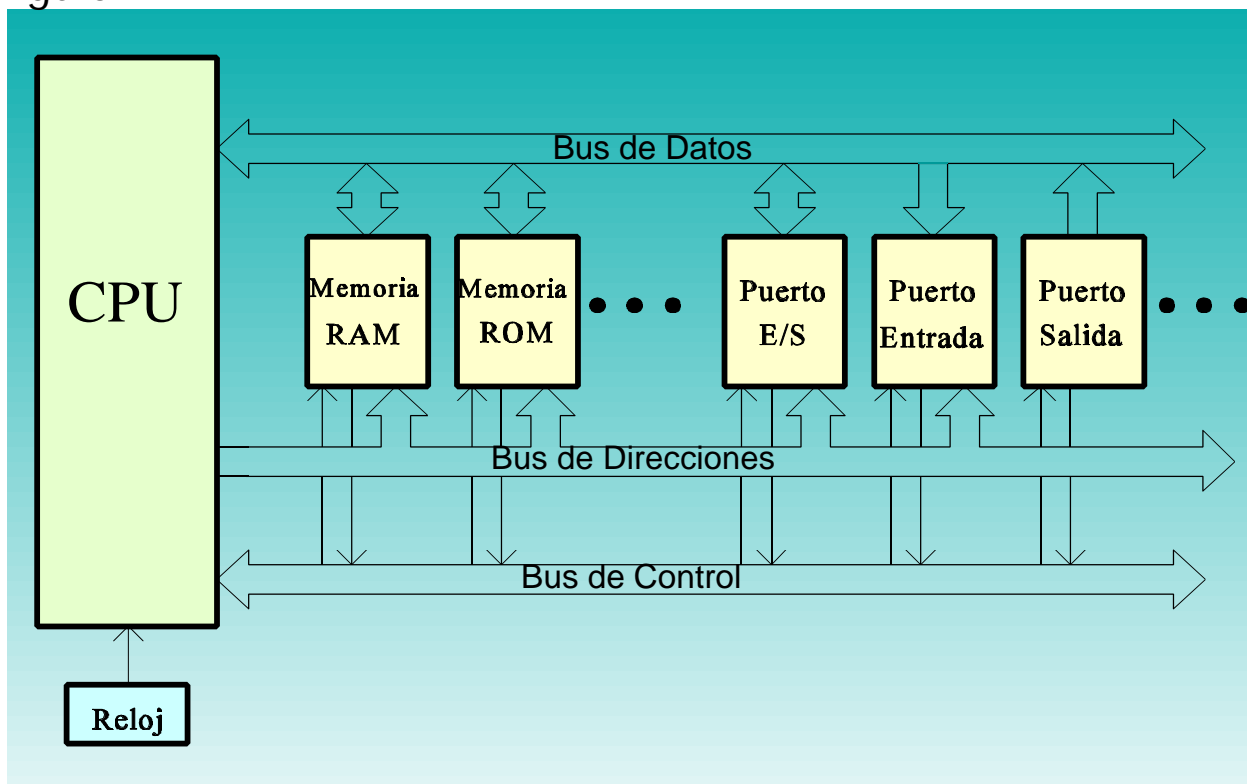 Bus de Datos
CPU
Memoria
RAM
Memoria
ROM
Puerto
E/S
Puerto
Entrada
Puerto
Salida
Bus de Direcciones
Bus de Control
Reloj